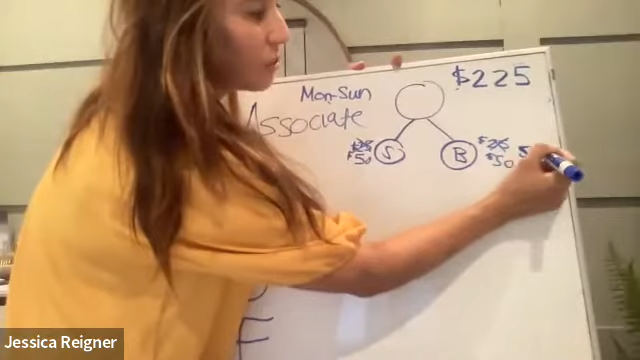 Mon-Sun
$225
Associate
$25
$50
S
B
$25
$50
E
Jessica Reigner